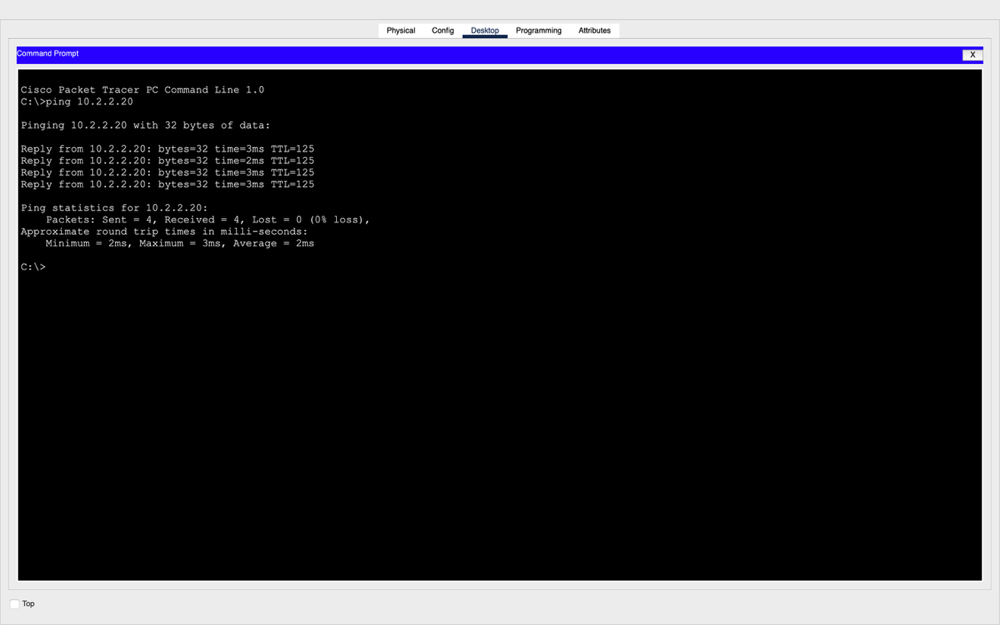 Physical Config Desktop Programming Attributes
Command Prompt X
Cisco Packet Tracer PC Command Line 1.0
C:\>ping 10.2.2.20
Pinging 10.2.2.20 with 32 bytes of data:
Reply from 10.2.2.20: bytes=32 time=3ms TTL=125
Reply from 10.2.2.20: bytes=32 time=2ms TTL=125
Reply from 10.2.2.20: bytes=32 time=3ms TTL=125
Reply from 10.2.2.20: bytes=32 time=3ms TTL=125
Ping statistics for 10.2.2.20:
Packets: Sent = 4, Received = 4, Lost = 0 (0% loss),
Approximate round trip times in milli-seconds:
Minimum = 2ms, Maximum = 3ms, Average = 2ms
C:\>
Top